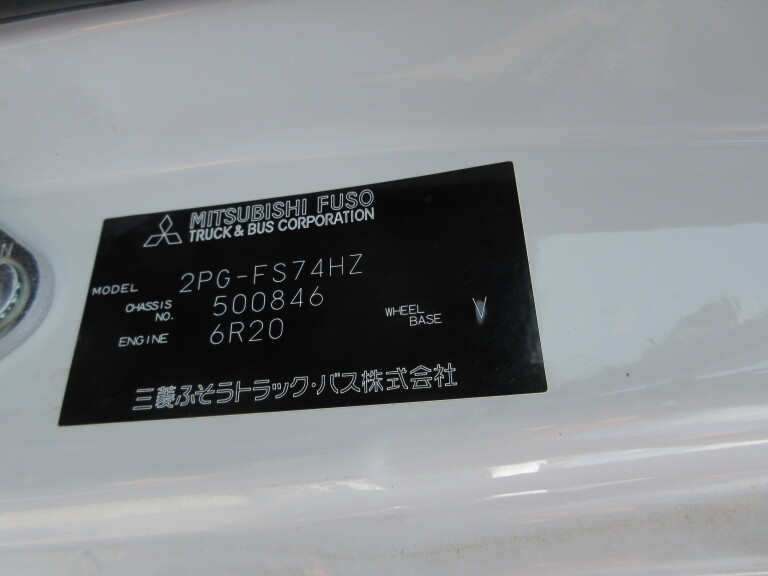 MITSUBISHI FUSO
TRUCK & BUS CORPORATION
MODEL 2PG-FS74HZ
CHASSIS NO. 500846
ENGINE 6R20 WHEEL BASE V
三菱ふそうトラック・バス株式会社
N